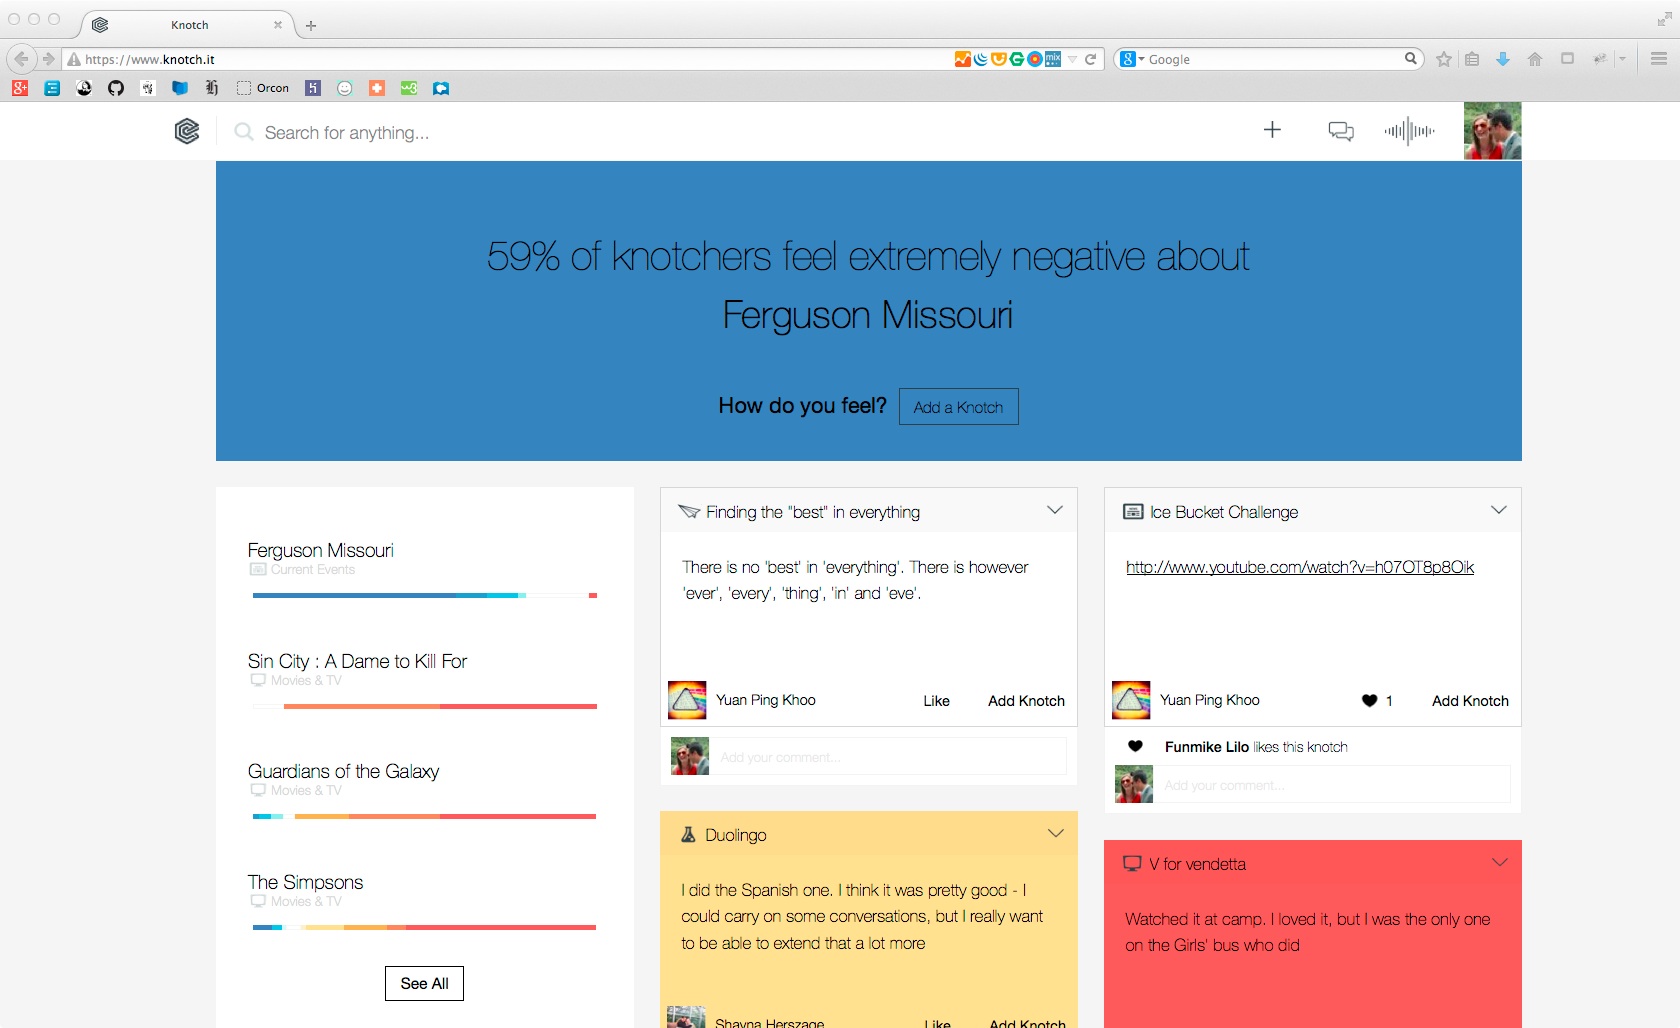 Knotch
https://www.knotch.it
Google
Orcon
Search for anything...
59% of knotchers feel extremely negative about
Ferguson Missouri
How do you feel? Add a Knotch
Ferguson Missouri
Current Events
Sin City : A Dame to Kill For
Movies & TV
Guardians of the Galaxy
Movies & TV
The Simpsons
Movies & TV
See All
Finding the "best" in everything
There is no 'best' in 'everything'. There is however
'ever', 'every', 'thing', 'in' and 'eve'.
Yuan Ping Khoo Like Add Knotch
Add your comment...
Duolingo
I did the Spanish one. I think it was pretty good - I
could carry on some conversations, but I really want
to be able to extend that a lot more
Shayna Herszage Like Add Knotch
Ice Bucket Challenge
http://www.youtube.com/watch?v=h07OT8p8Oik
Yuan Ping Khoo 1 Add Knotch
Funmike Lilo likes this knotch
Add your comment...
V for vendetta
Watched it at camp. I loved it, but I was the only one
on the Girls' bus who did